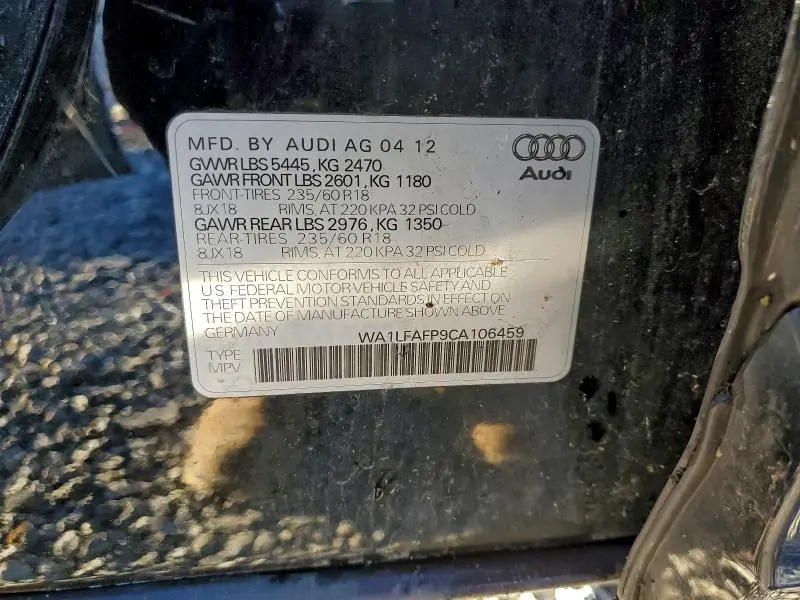 MFD. BY AUDI AG 04 12
GVWR LBS 5445, KG 2470
GAWR FRONT LBS 2601, KG 1180
FRONT-TIRES 235/60 R18
8JX18 RIMS, AT 220 KPA 32 PSI COLD
GAWR REAR LBS 2976, KG 1350
REAR-TIRES 235/60 R18
8JX18 RIMS, AT 220 KPA 32 PSI COLD
Audi
THIS VEHICLE CONFORMS TO ALL APPLICABLE
U.S. FEDERAL MOTOR VEHICLE SAFETY AND
THEFT PREVENTION STANDARDS IN EFFECT ON
THE DATE OF MANUFACTURE SHOWN ABOVE
GERMANY WA1LFAFP9CA106459
TYPE
MPV